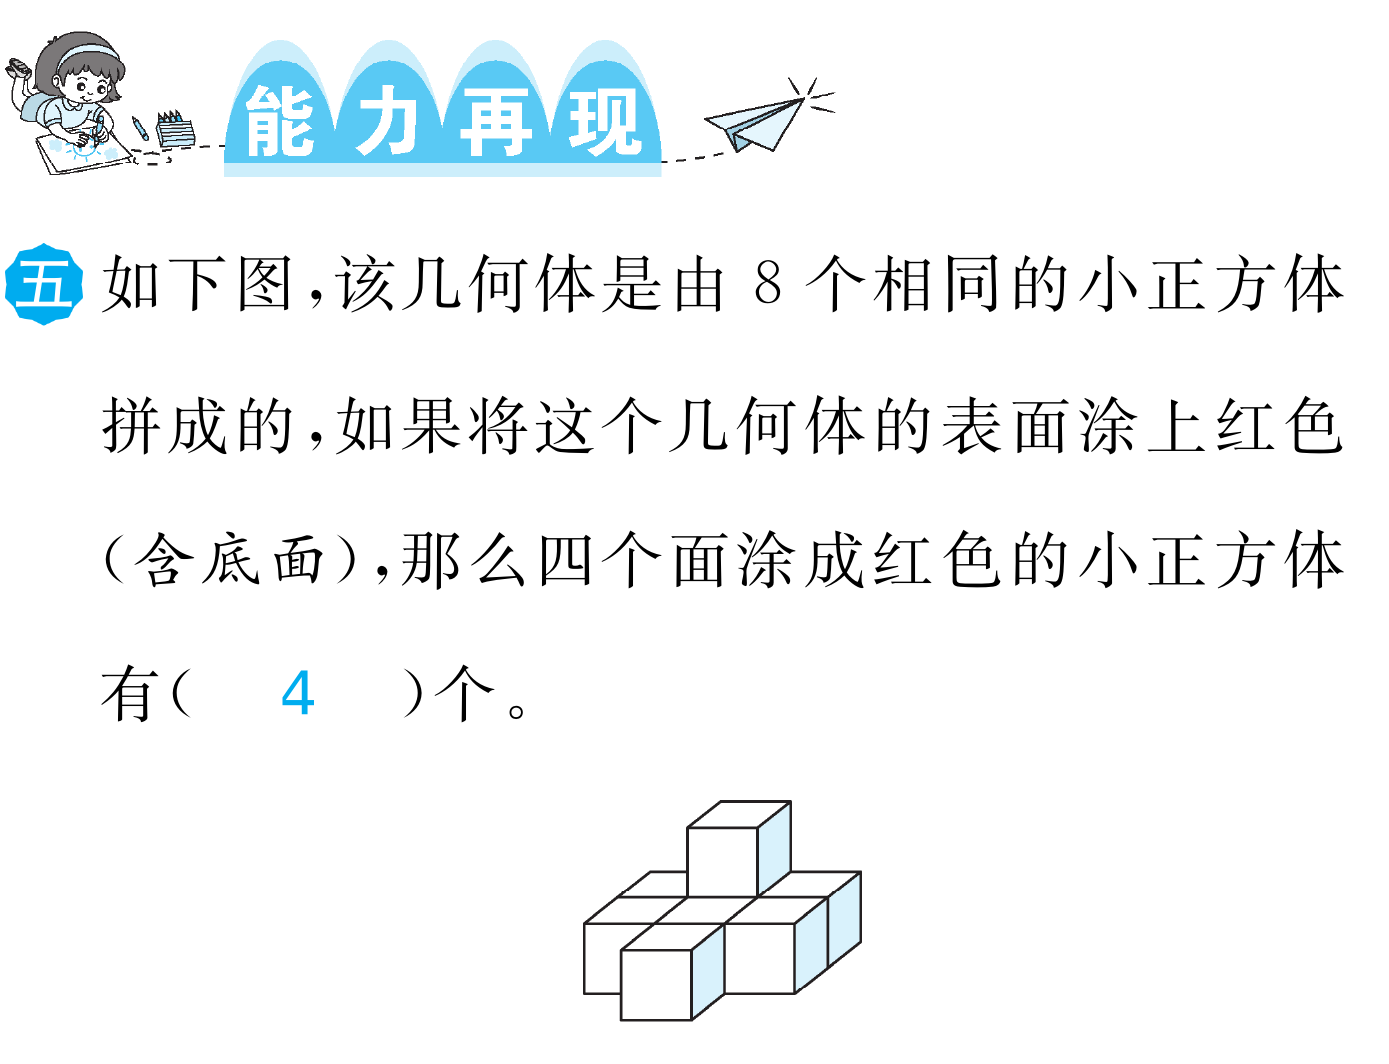 能力再现
五 如下图,该几何体是由 8 个相同的小正方体
拼成的,如果将这个几何体的表面涂上红色
(含底面),那么四个面涂成红色的小正方体
有( 4 )个。